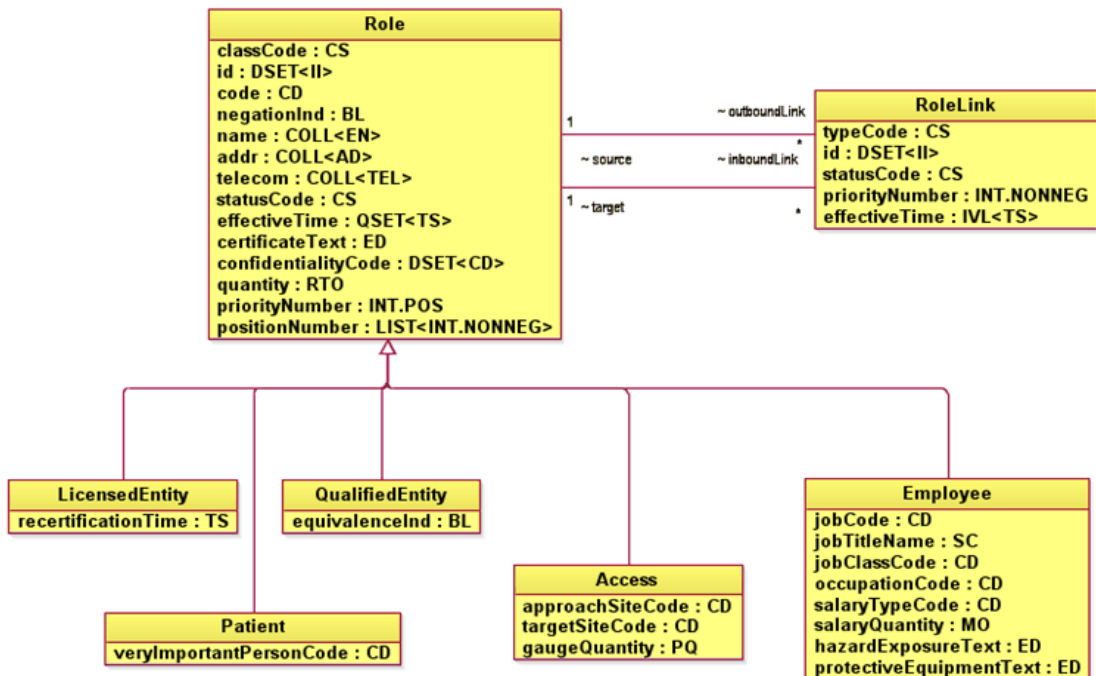 Role
classCode : CS
id : DSET<II>
code : CD
negationInd : BL
name : COLL<EN>
addr : COLL<AD>
telecom : COLL<TEL>
statusCode : CS
effectiveTime : QSET<TS>
certificateText : ED
confidentialityCode : DSET<CD>
quantity : RTO
priorityNumber : INT.POS
positionNumber : LIST<INT.NONNEG>
1
~ outboundLink
*
~ source
~ inboundLink
1
~target
*
RoleLink
typeCode : CS
id : DSET<II>
statusCode : CS
priorityNumber : INT.NONNEG
effectiveTime : IVL<TS>
LicensedEntity
recertificationTime : TS
QualifiedEntity
equivalenceInd : BL
Employee
jobCode : CD
jobTitleName : SC
jobClassCode : CD
occupationCode : CD
salaryTypeCode : CD
salaryQuantity : MO
hazardExposureText : ED
protectiveEquipmentText : ED
Access
approachSiteCode : CD
targetSiteCode : CD
gaugeQuantity : PQ
Patient
veryImportantPersonCode : CD